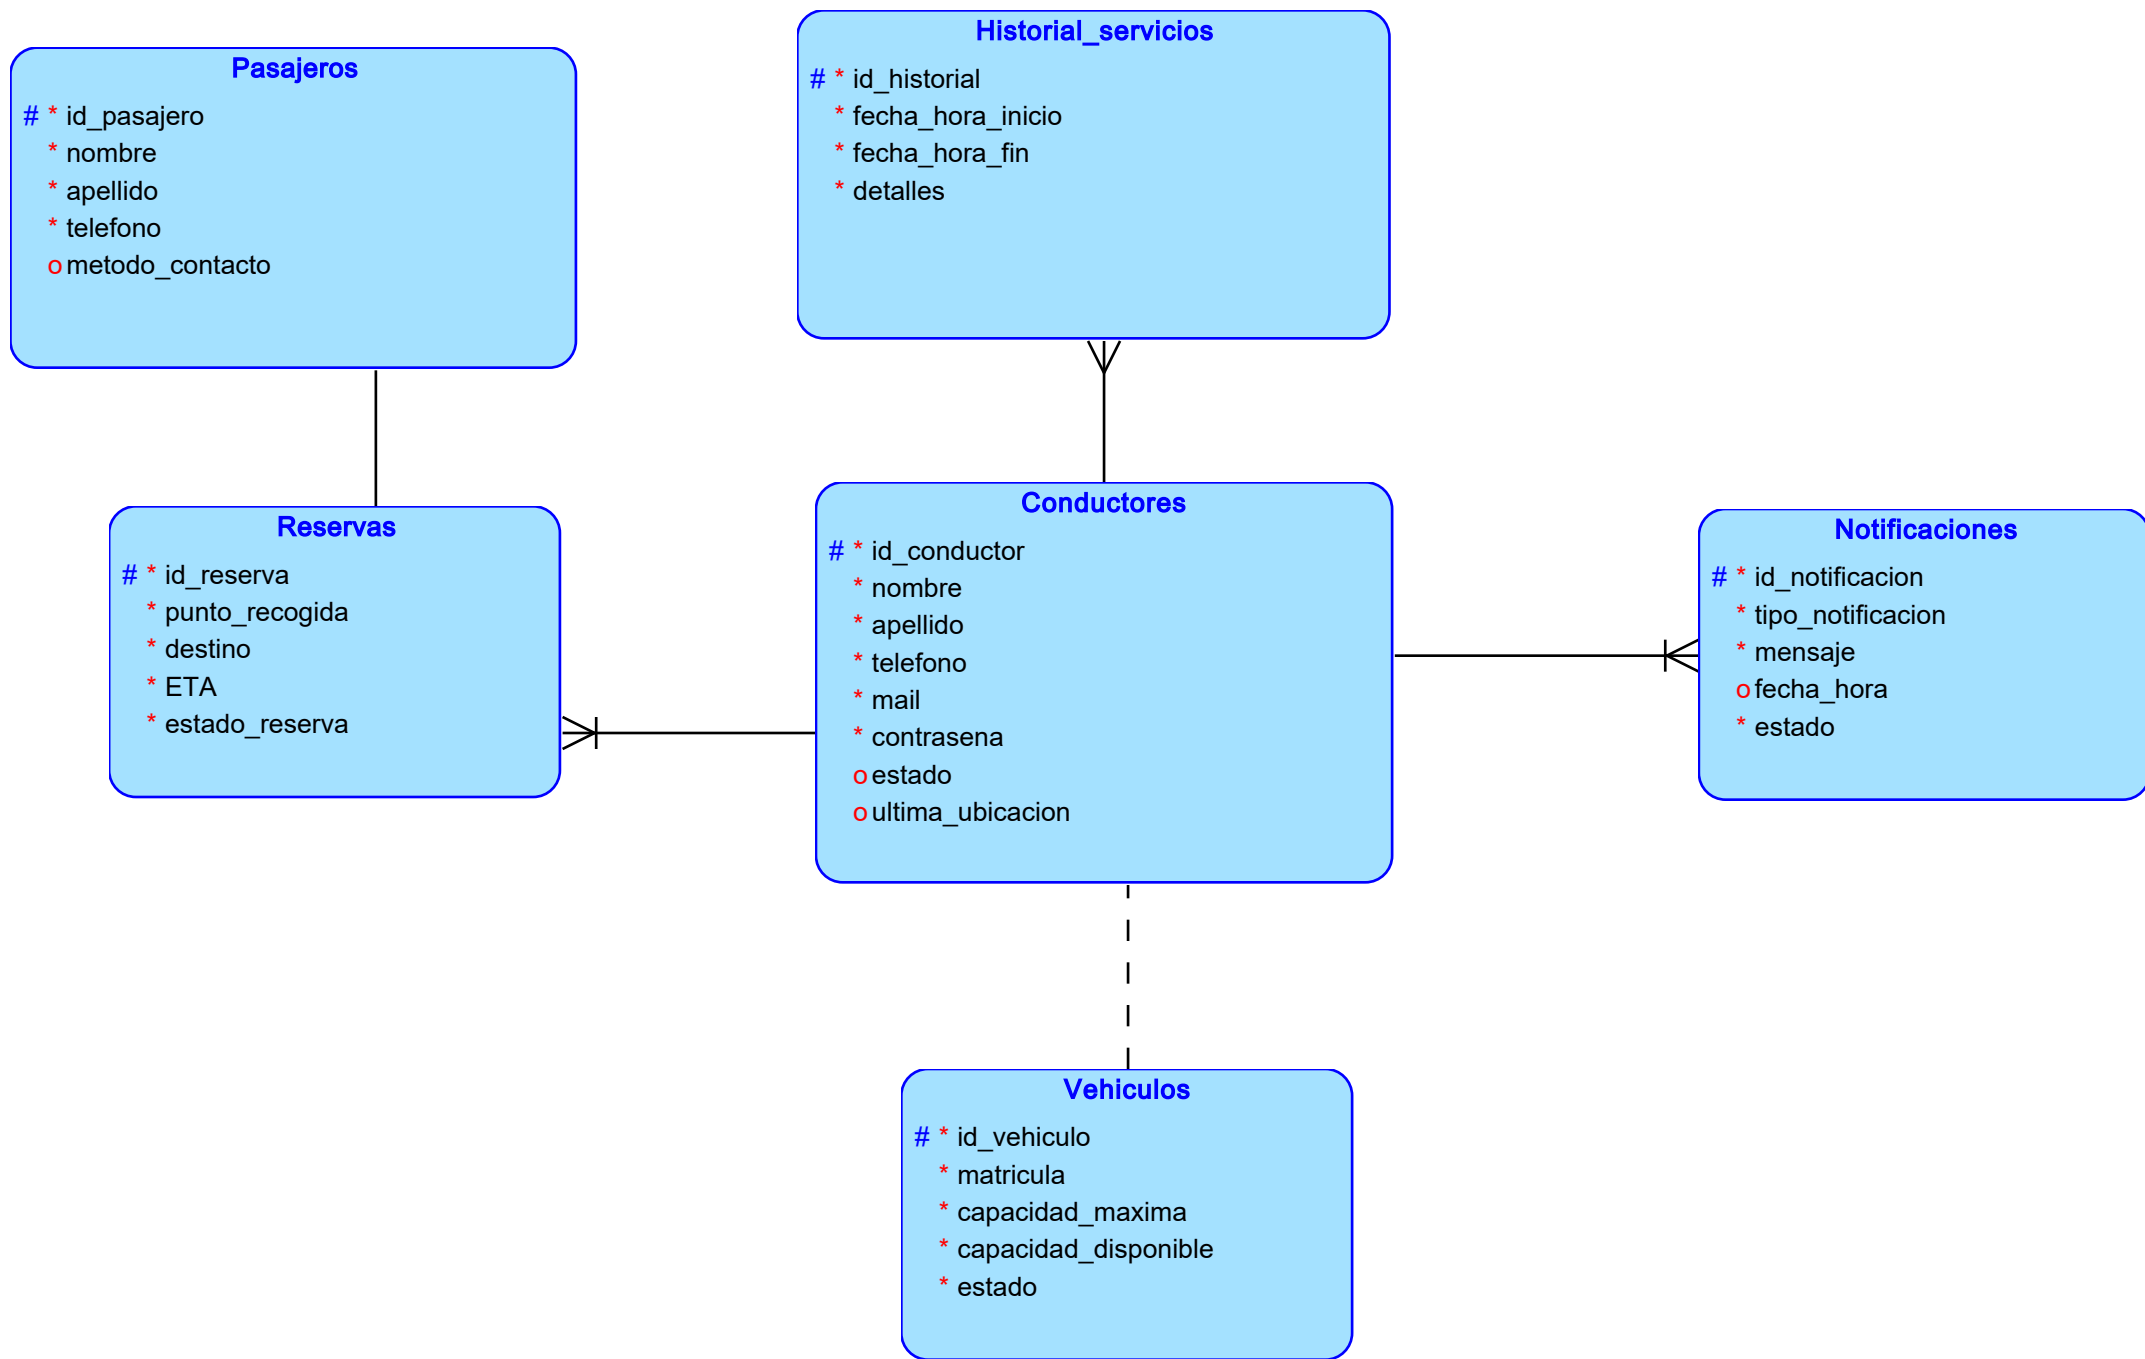 Pasajeros
# * id_pasajero
* nombre
* apellido
* telefono
o metodo_contacto
Historial_servicios
# * id_historial
* fecha_hora_inicio
* fecha_hora_fin
* detalles
Reservas
# * id_reserva
* punto_recogida
* destino
* ETA
* estado_reserva
Conductores
# * id_conductor
* nombre
* apellido
* telefono
* mail
* contrasena
o estado
o ultima_ubicacion
Notificaciones
# * id_notificacion
* tipo_notificacion
* mensaje
o fecha_hora
* estado
Vehiculos
# * id_vehiculo
* matricula
* capacidad_maxima
* capacidad_disponible
* estado